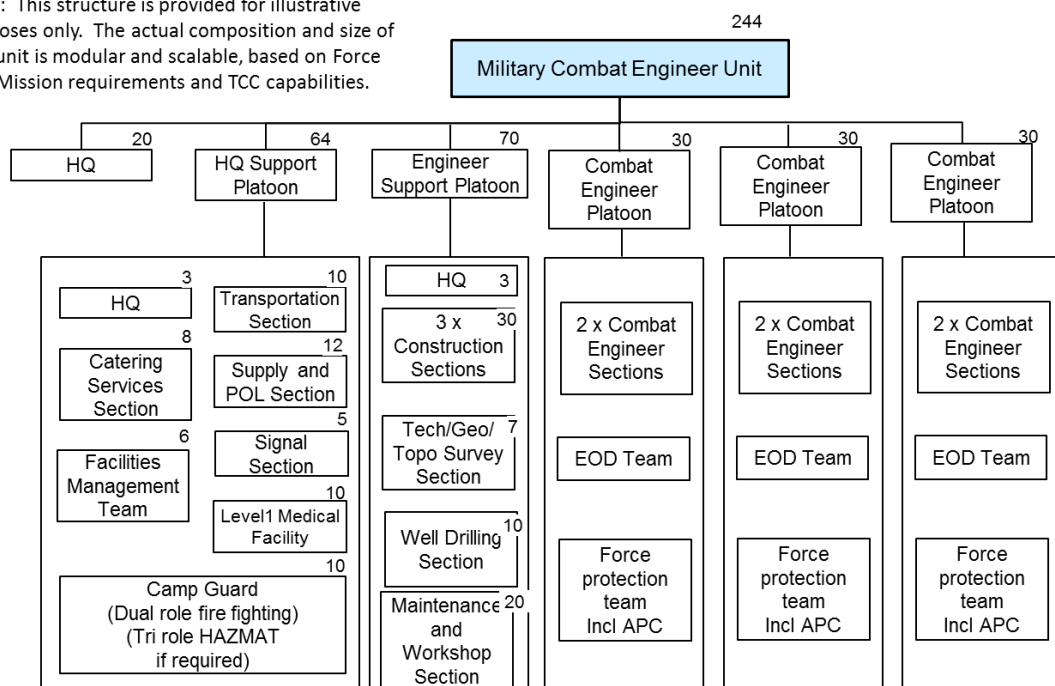 : This structure is provided for illustrative
oses only. The actual composition and size of
unit is modular and scalable, based on Force
Mission requirements and TCC capabilities.
244
Military Combat Engineer Unit
20
HQ
64
HQ Support
Platoon
70
Engineer
Support Platoon
30
Combat
Engineer
Platoon
30
Combat
Engineer
Platoon
30
Combat
Engineer
Platoon
3
HQ
10
Transportation
Section
8
Catering
Services
Section
12
Supply and
POL Section
6
Facilities
Management
Team
5
Signal
Section
10
Level1 Medical
Facility
10
Camp Guard
(Dual role fire fighting)
(Tri role HAZMAT
if required)
HQ 3
30
3 x
Construction
Sections
7
Tech/Geo/
Topo Survey
Section
10
Well Drilling
Section
20
Maintenance
and
Workshop
Section
2 x Combat
Engineer
Sections
EOD Team
Force
protection
team
Incl APC
2 x Combat
Engineer
Sections
EOD Team
Force
protection
team
Incl APC
2 x Combat
Engineer
Sections
EOD Team
Force
protection
team
Incl APC